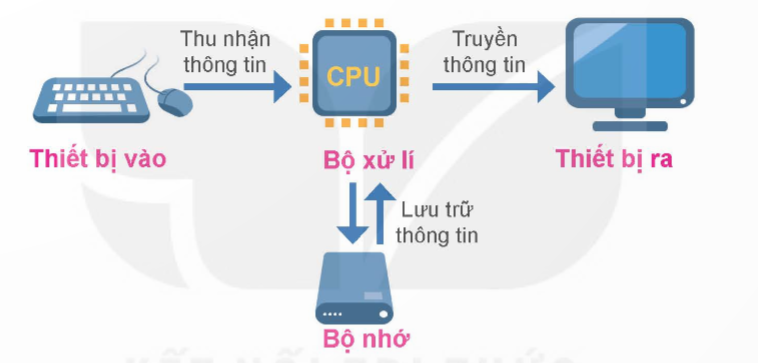 Thu nhận
thông tin
CPU
Truyền
thông tin
Thiết bị vào
Bộ xử lí
Thiết bị ra
Lưu trữ
thông tin
Bộ nhớ